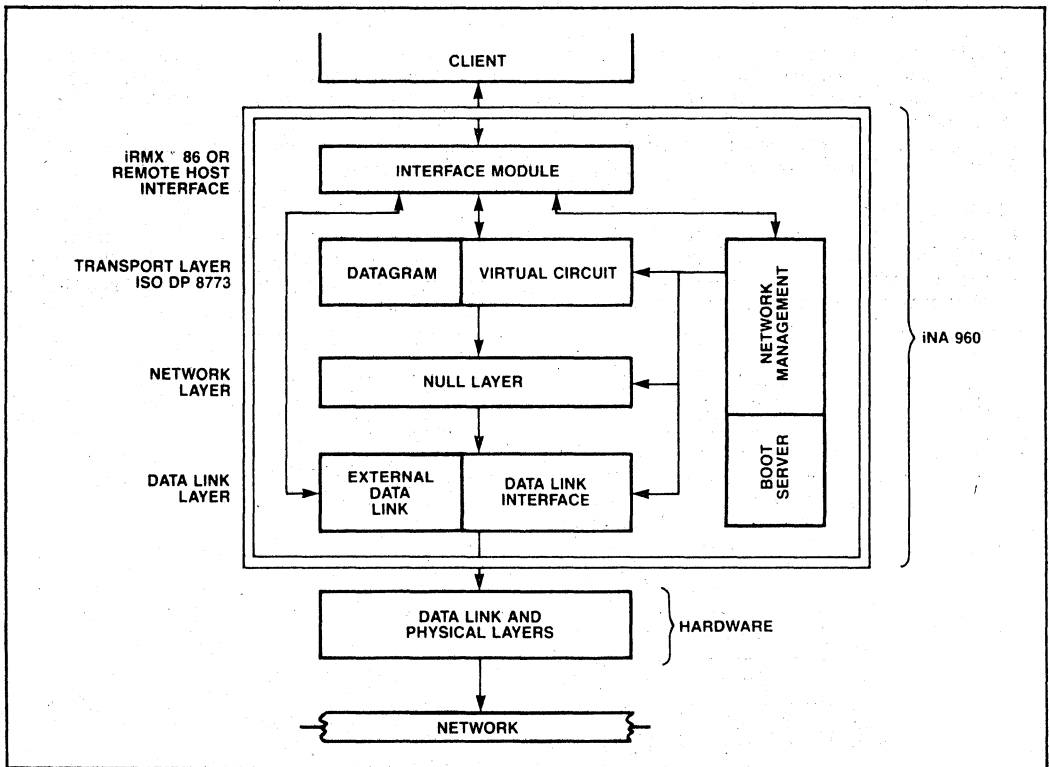 CLIENT
iRMX 86 OR
REMOTE HOST
INTERFACE
INTERFACE MODULE
TRANSPORT LAYER
ISO DP 8773
DATAGRAM
VIRTUAL CIRCUIT
NETWORK
MANAGEMENT
iNA 960
NETWORK
LAYER
NULL LAYER
DATA LINK
LAYER
EXTERNAL
DATA
LINK
DATA LINK
INTERFACE
BOOT
SERVER
DATA LINK AND
PHYSICAL LAYERS
HARDWARE
NETWORK